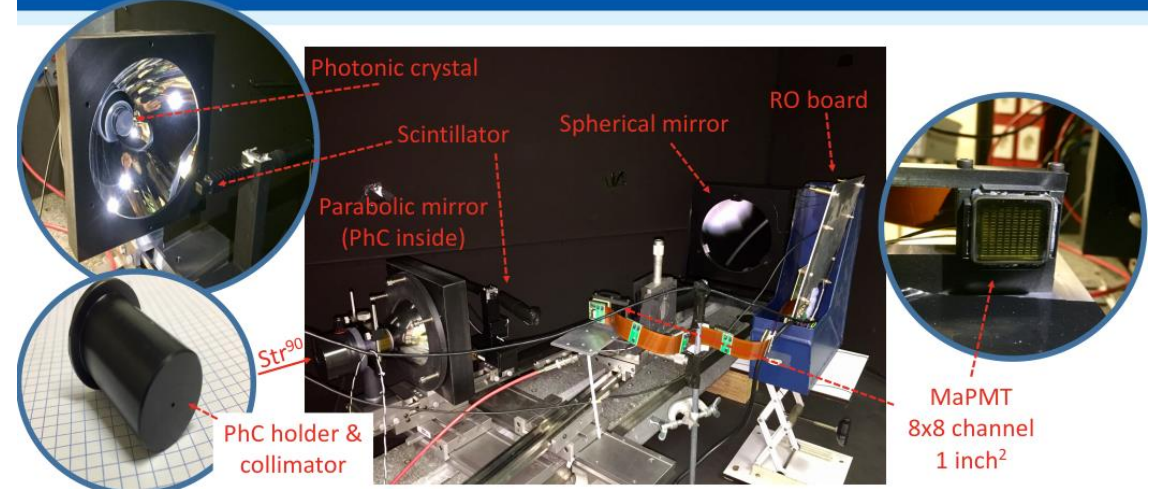 Photonic crystal
Scintillator
Parabolic mirror
(PhC inside)
Spherical mirror
RO board
Str⁹⁰
PhC holder &
collimator
MaPMT
8x8 channel
1 inch²